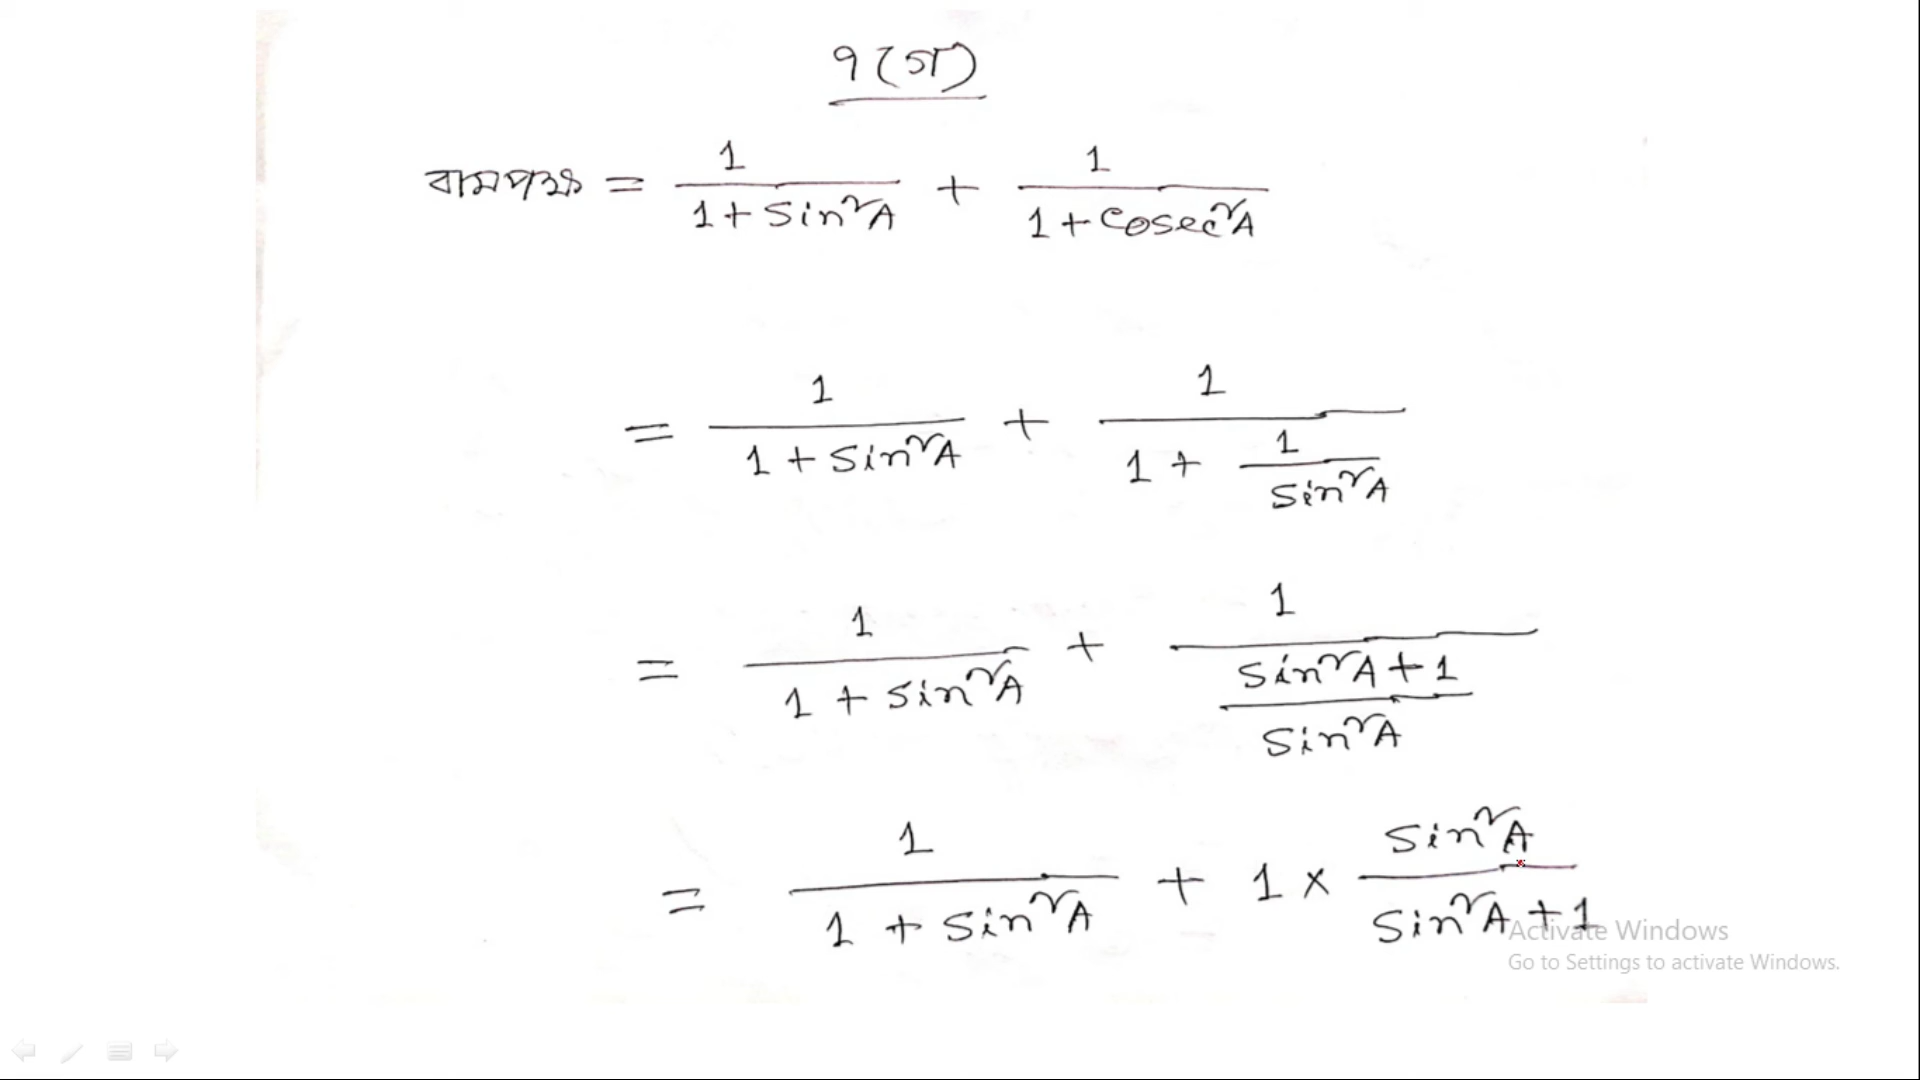 ৭(গ)
বামপক্ষ = 1/(1+Sin²A) + 1/(1+Cosec²A)
= 1/(1+Sin²A) + 1/(1+1/Sin²A)
= 1/(1+Sin²A) + 1/((Sin²A+1)/Sin²A)
= 1/(1+Sin²A) + 1×Sin²A/(Sin²A+1)
Activate Windows
Go to Settings to activate Windows.